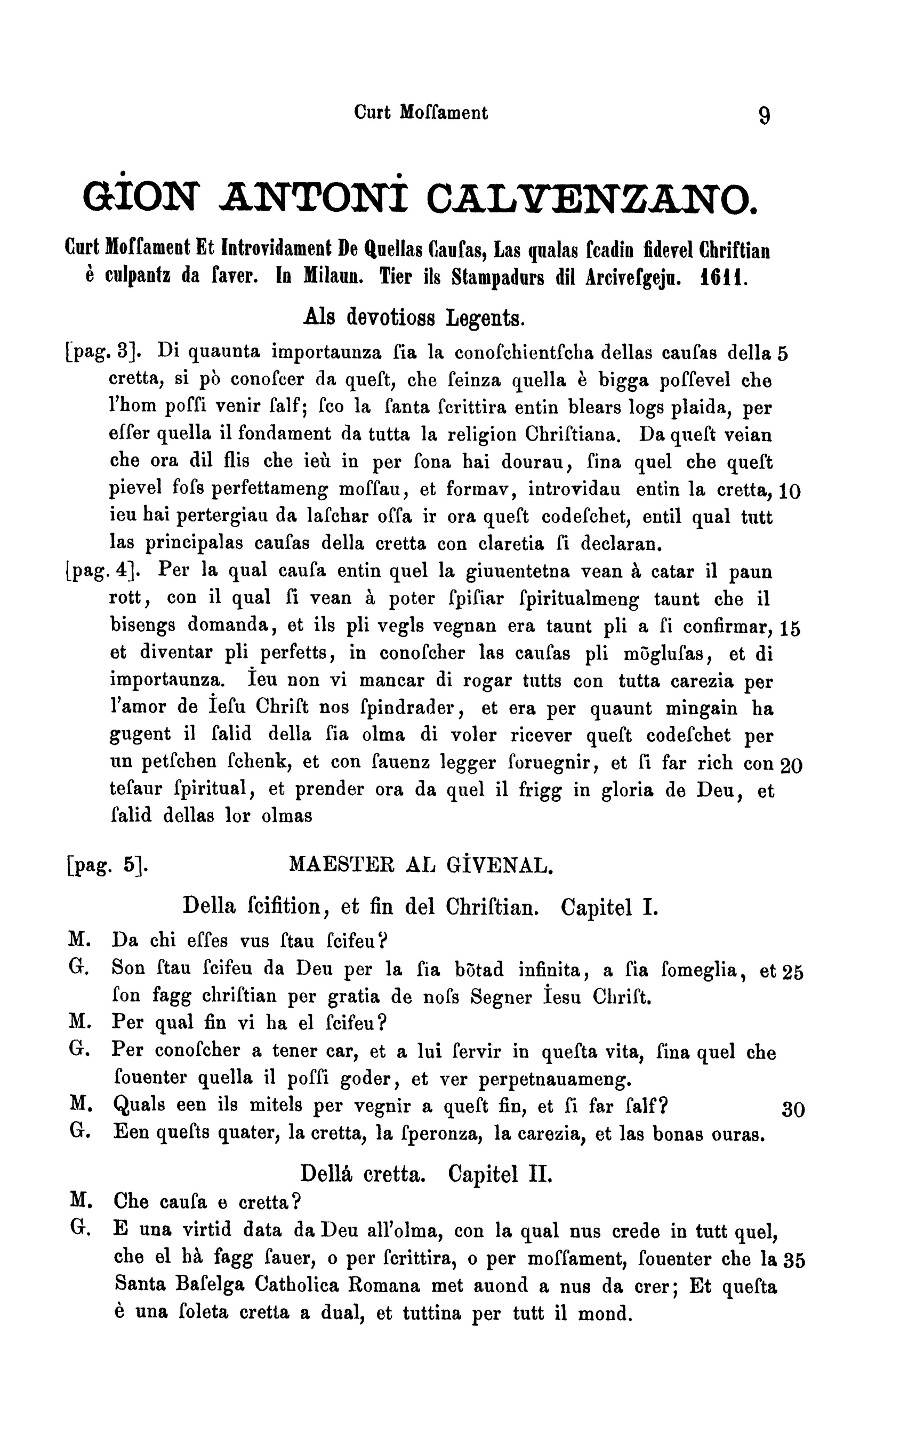 Curt Moſſament 9
GİON ANTONİ CALVENZANO.
Curt Moſſament Et Introvidament De Quellas Cauſas, Las qualas ſcadin fidevel Chriſtian
è culpantz da ſaver. In Milaun. Tier ils Stampadurs dil Arciveſgejn. 1611.
Als devotioss Legents.
[pag. 3]. Di quaunta importaunza ſia la conoſchientſcha dellas cauſas della 5
cretta, si pò conoſcer da queſt, che ſeinza quella è bigga poſſevel che
l'hom poſſi venir ſalf; ſco la ſanta ſcrittira entin blears logs plaida, per
eſſer quella il fondament da tutta la religion Chriſtiana. Da queſt veian
che ora dil flis che ieù in per ſona hai dourau, ſina quel che queſt
pievel foſs perfettameng moſſau, et formav, introvidau entin la cretta, 10
ieu hai pertergiau da laſchar oſſa ir ora queſt codeſchet, entil qual tutt
las principalas cauſas della cretta con claretia ſi declaran.
[pag. 4]. Per la qual cauſa entin quel la giuuentetna vean à catar il paun
rott, con il qual ſi vean à poter ſpiſiar ſpiritualmeng taunt che il
bisengs domanda, et ils pli vegls vegnan era taunt pli a ſi confirmar, 15
et diventar pli perfetts, in conoſcher las cauſas pli mõgluſas, et di
importaunza. İeu non vi mancar di rogar tutts con tutta carezia per
l'amor de İeſu Chriſt nos ſpindrader, et era per quaunt mingain ha
gugent il ſalid della ſia olma di voler ricever queſt codeſchet per
un petſchen ſchenk, et con ſauenz legger ſoruegnir, et ſi far rich con 20
teſaur ſpiritual, et prender ora da quel il frigg in gloria de Deu, et
ſalid dellas lor olmas
[pag. 5]. MAESTER AL GİVENAL.
Della ſcifition, et fin del Chriſtian. Capitel I.
M. Da chi eſſes vus ſtau ſcifeu?
G. Son ſtau ſcifeu da Deu per la ſia bõtad infinita, a ſia ſomeglia, et 25
ſon fagg chriſtian per gratia de noſs Segner İesu Chriſt.
M. Per qual fin vi ha el ſcifeu?
G. Per conoſcher a tener car, et a lui ſervir in queſta vita, ſina quel che
ſouenter quella il poſſi goder, et ver perpetnauameng.
M. Quals een ils mitels per vegnir a queſt fin, et ſi far ſalf? 30
G. Een queſts quater, la cretta, la ſperonza, la carezia, et las bonas ouras.
Dellá cretta. Capitel II.
M. Che cauſa e cretta?
G. E una virtid data da Deu all'olma, con la qual nus crede in tutt quel,
che el hà fagg ſauer, o per ſcrittira, o per moſſament, ſouenter che la 35
Santa Baſelga Catholica Romana met auond a nus da crer; Et queſta
è una ſoleta cretta a dual, et tuttina per tutt il mond.